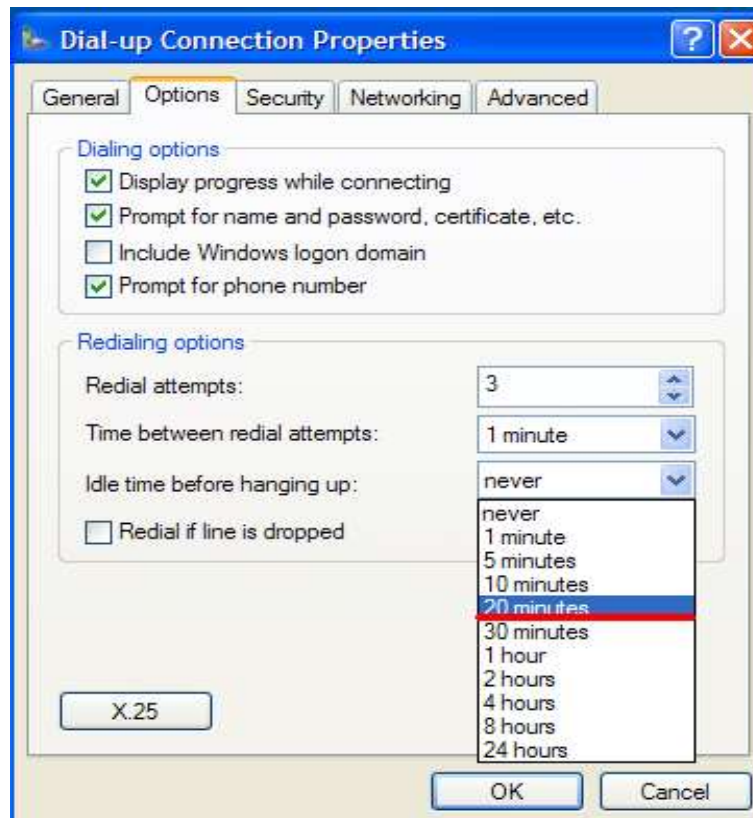 Dial-up Connection Properties
General Options Security Networking Advanced
Dialing options
Display progress while connecting
Prompt for name and password, certificate, etc.
Include Windows logon domain
Prompt for phone number
Redialing options
Redial attempts: 3
Time between redial attempts: 1 minute
Idle time before hanging up: never
Redial if line is dropped
never
1 minute
5 minutes
10 minutes
20 minutes
30 minutes
1 hour
2 hours
4 hours
8 hours
24 hours
X.25
OK Cancel